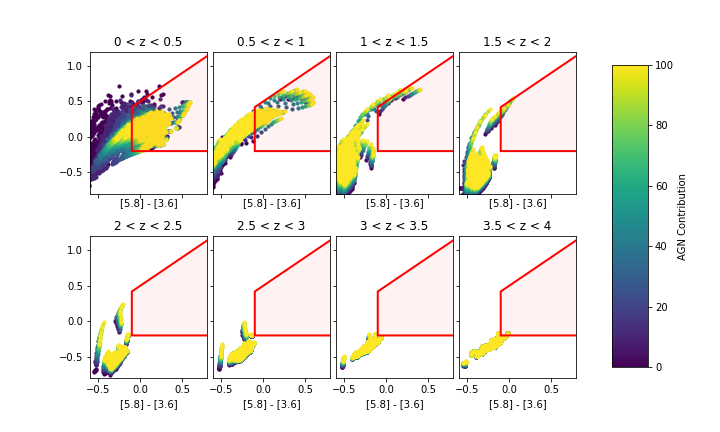 0 < z < 0.5 0.5 < z < 1 1 < z < 1.5 1.5 < z < 2
1.0
0.5
0.0
−0.5
[5.8] - [3.6] [5.8] - [3.6] [5.8] - [3.6] [5.8] - [3.6]
2 < z < 2.5 2.5 < z < 3 3 < z < 3.5 3.5 < z < 4
1.0
0.5
0.0
−0.5
−0.5 0.0 0.5 −0.5 0.0 0.5 −0.5 0.0 0.5 −0.5 0.0 0.5
[5.8] - [3.6] [5.8] - [3.6] [5.8] - [3.6] [5.8] - [3.6]
100
80
60
40
20
0
AGN Contribution